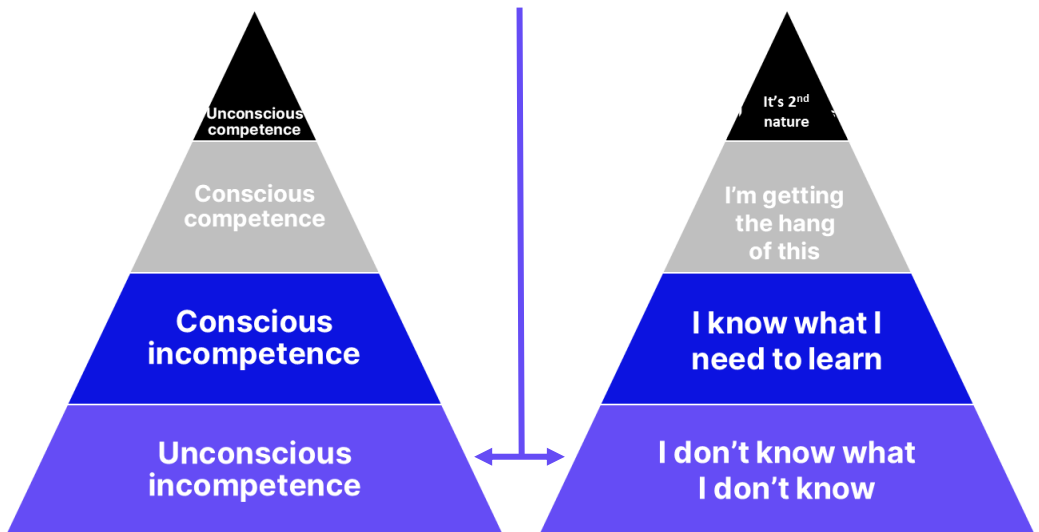 Unconscious
competence
Conscious
competence
Conscious
incompetence
Unconscious
incompetence
It’s 2nd
nature
I’m getting
the hang
of this
I know what I
need to learn
I don’t know what
I don’t know